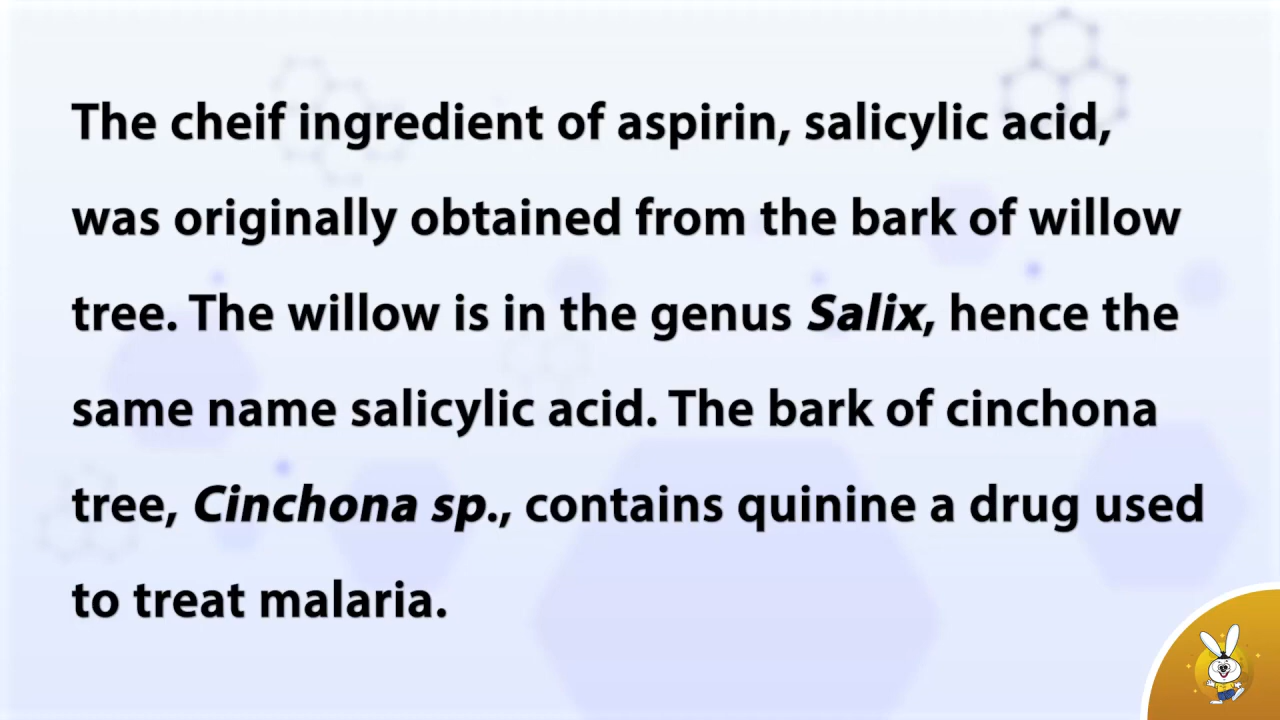 The cheif ingredient of aspirin, salicylic acid,
was originally obtained from the bark of willow
tree. The willow is in the genus Salix, hence the
same name salicylic acid. The bark of cinchona
tree, Cinchona sp., contains quinine a drug used
to treat malaria.